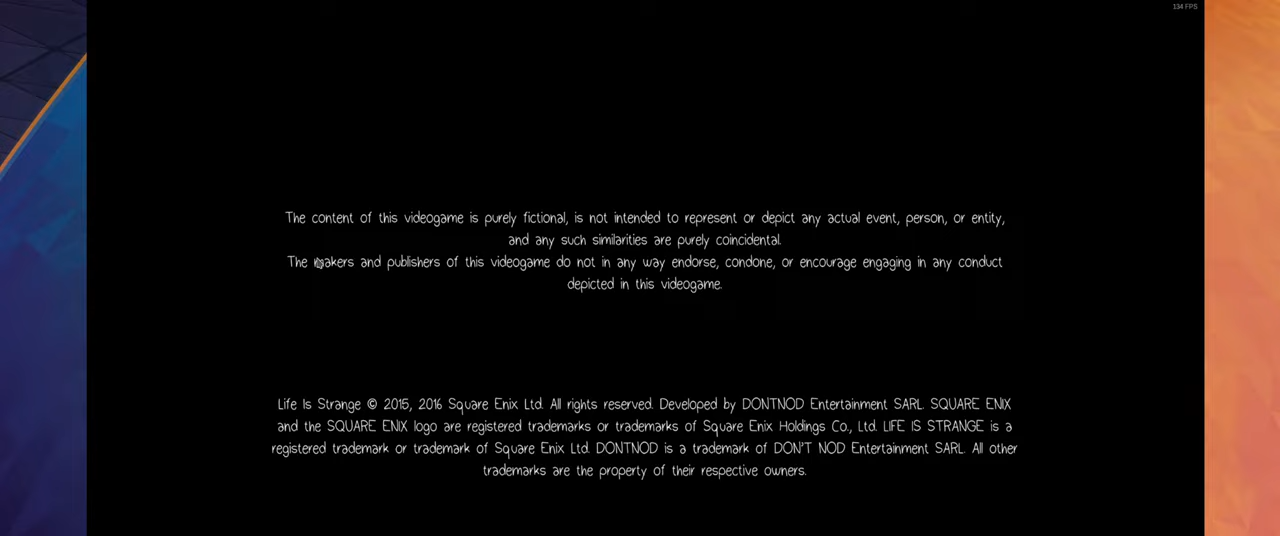 134 FPS
The content of this videogame is purely fictional, is not intended to represent or depict any actual event, person, or entity,
and any such similarities are purely coincidental.
The makers and publishers of this videogame do not in any way endorse, condone, or encourage engaging in any conduct
depicted in this videogame.
Life Is Strange © 2015, 2016 Square Enix Ltd. All rights reserved. Developed by DONTNOD Entertainment SARL. SQUARE ENIX
and the SQUARE ENIX logo are registered trademarks or trademarks of Square Enix Holdings Co., Ltd. LIFE IS STRANGE is a
registered trademark or trademark of Square Enix Ltd. DONTNOD is a trademark of DON'T NOD Entertainment SARL. All other
trademarks are the property of their respective owners.